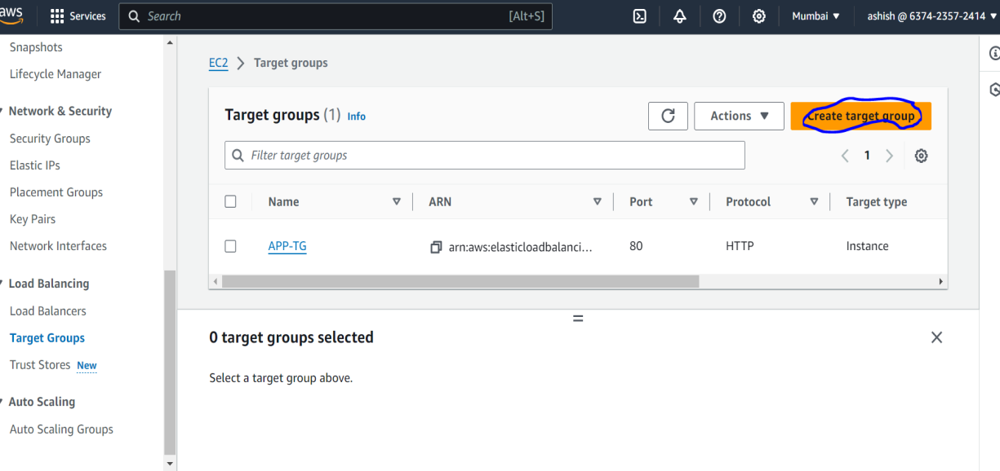 aws Services Search [Alt+S] Mumbai ▼ ashish @ 6374-2357-2414 ▼
Snapshots
Lifecycle Manager
Network & Security
Security Groups
Elastic IPs
Placement Groups
Key Pairs
Network Interfaces
Load Balancing
Load Balancers
Target Groups
Trust Stores New
Auto Scaling
Auto Scaling Groups
EC2 > Target groups
Target groups (1) Info Actions ▼ Create target group
Filter target groups < 1 >
Name ARN Port Protocol Target type
APP-TG arn:aws:elasticloadbalanci... 80 HTTP Instance
0 target groups selected
Select a target group above.